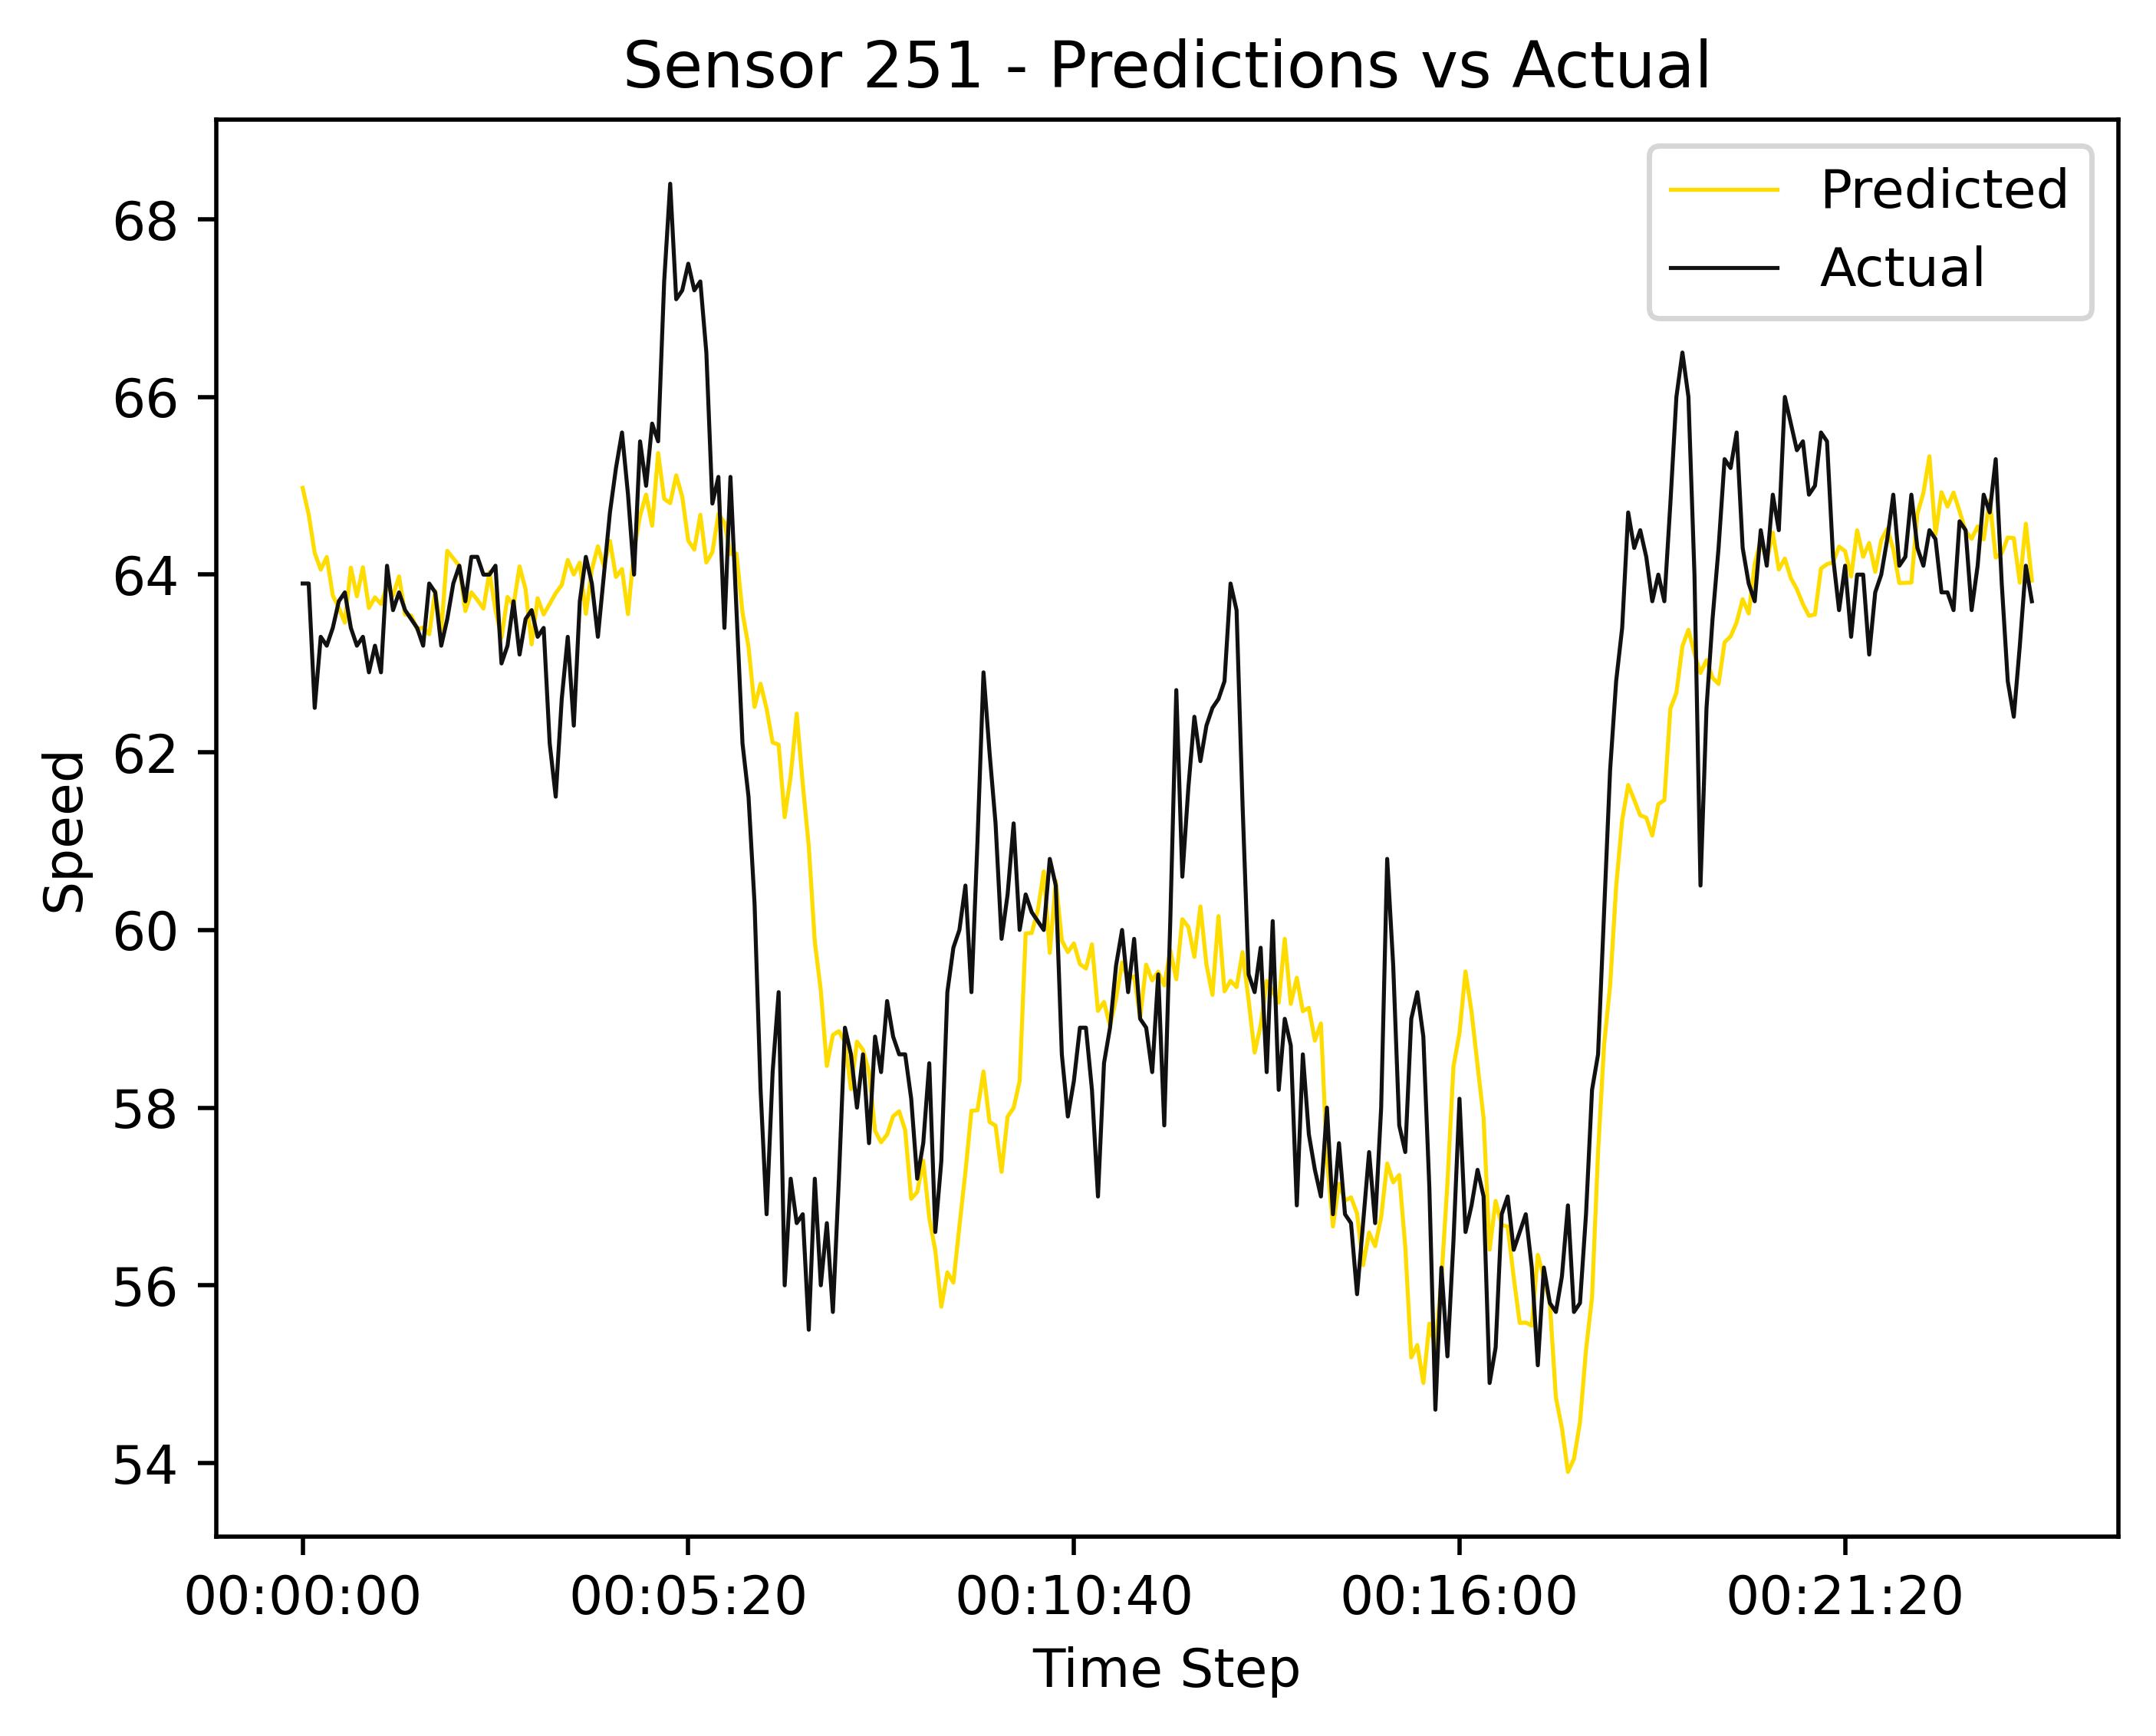 Sensor 251 - Predictions vs Actual
Predicted
Actual
68
66
64
62
60
58
56
54
Speed
00:00:00 00:05:20 00:10:40 00:16:00 00:21:20
Time Step